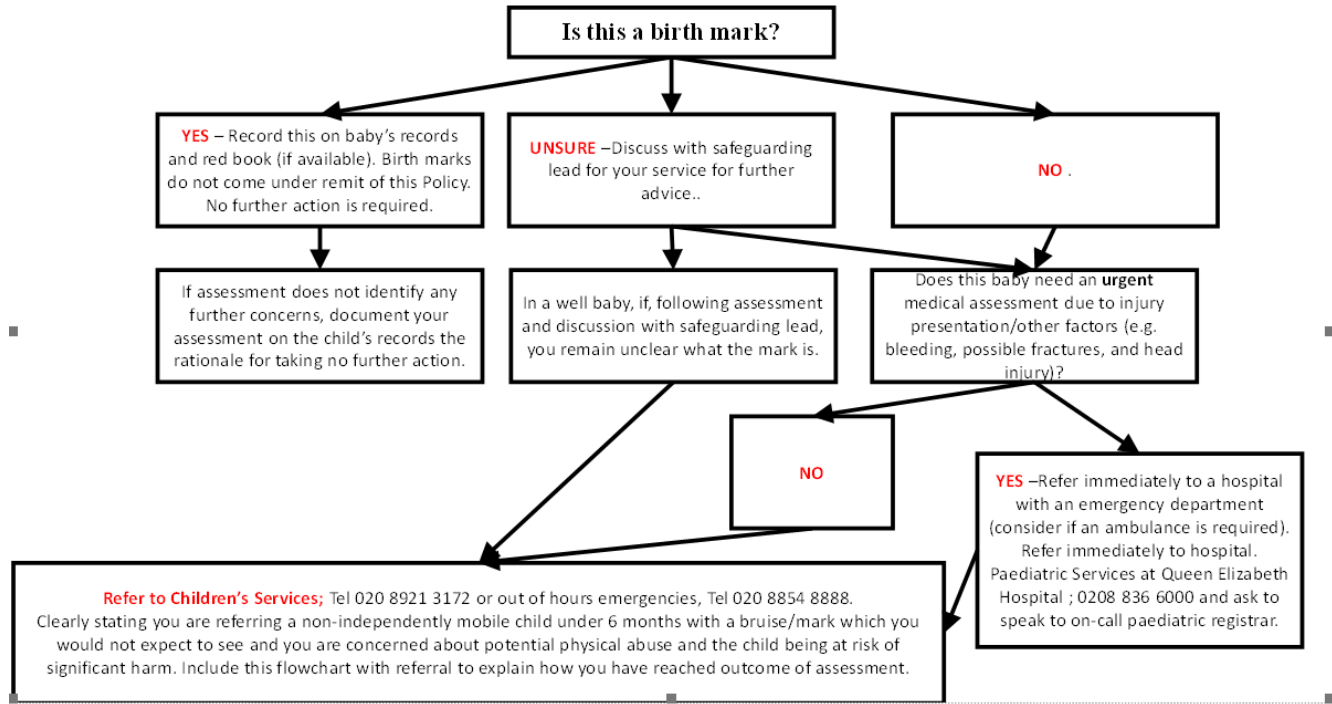 Is this a birth mark?
YES – Record this on baby's records
and red book (if available). Birth marks
do not come under remit of this Policy.
No further action is required.
UNSURE –Discuss with safeguarding
lead for your service for further
advice..
NO .
If assessment does not identify any
further concerns, document your
assessment on the child's records the
rationale for taking no further action.
In a well baby, if, following assessment
and discussion with safeguarding lead,
you remain unclear what the mark is.
Does this baby need an urgent
medical assessment due to injury
presentation/other factors (e.g.
bleeding, possible fractures, and head
injury)?
NO
YES –Refer immediately to a hospital
with an emergency department
(consider if an ambulance is required).
Refer immediately to hospital.
Paediatric Services at Queen Elizabeth
Hospital ; 0208 836 6000 and ask to
speak to on-call paediatric registrar.
Refer to Children's Services; Tel 020 8921 3172 or out of hours emergencies, Tel 020 8854 8888.
Clearly stating you are referring a non-independently mobile child under 6 months with a bruise/mark which you
would not expect to see and you are concerned about potential physical abuse and the child being at risk of
significant harm. Include this flowchart with referral to explain how you have reached outcome of assessment.